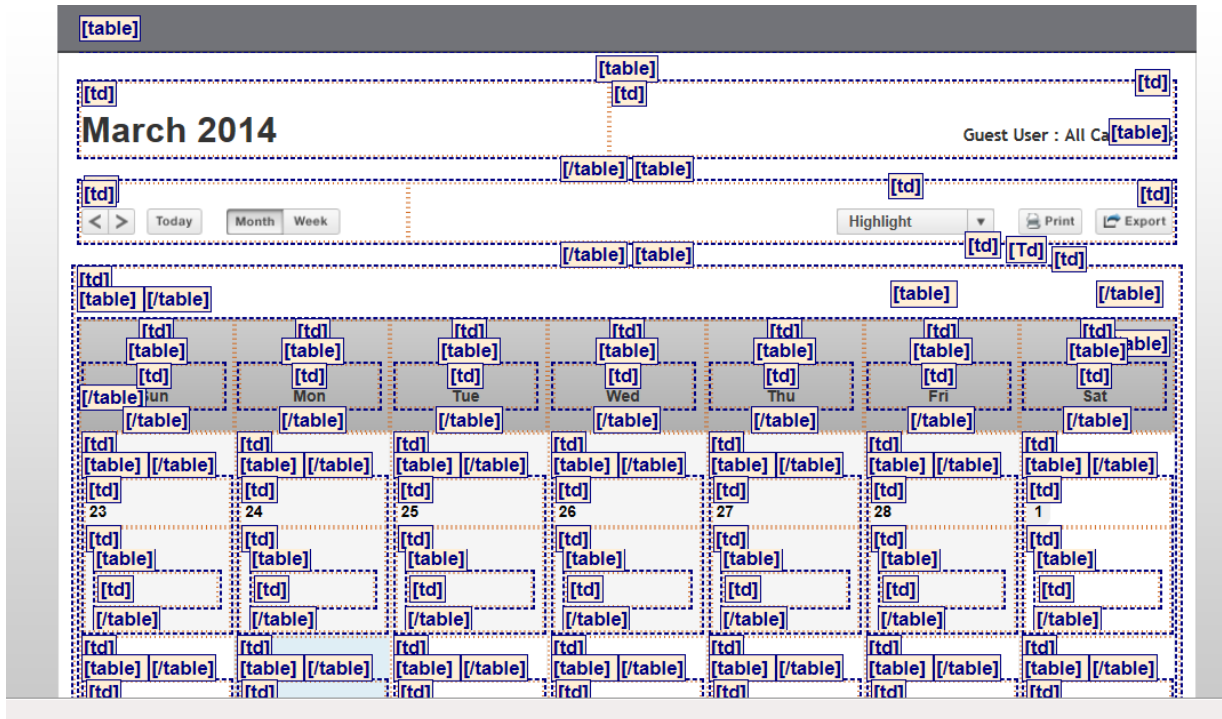 [table]
[table]
[td] [td] [td]
March 2014 Guest User : All Ca [table]
[/table] [table]
[td] [td] [td]
< > Today Month Week Highlight Print Export
[/table] [table] [td] [Td] [td]
[td]
[table] [/table] [table] [/table]
[td] [td] [td] [td] [td] [td] [td]
[table] [table] [table] [table] [table] [table] [table] able]
[td] [td] [td] [td] [td] [td] [td]
[/table] Sun Mon Tue Wed Thu Fri Sat
[/table] [/table] [/table] [/table] [/table] [/table] [/table]
[td] [td] [td] [td] [td] [td] [td]
[table] [/table] [table] [/table] [table] [/table] [table] [/table] [table] [/table] [table] [/table] [table] [/table]
[td] [td] [td] [td] [td] [td] [td]
23 24 25 26 27 28 1
[td] [td] [td] [td] [td] [td] [td]
[table] [table] [table] [table] [table] [table] [table]
[td] [td] [td] [td] [td] [td] [td]
[/table] [/table] [/table] [/table] [/table] [/table] [/table]
[td] [td] [td] [td] [td] [td] [td]
[table] [/table] [table] [/table] [table] [/table] [table] [/table] [table] [/table] [table] [/table] [table] [/table]
[td] [td] [td] [td] [td] [td] [td]